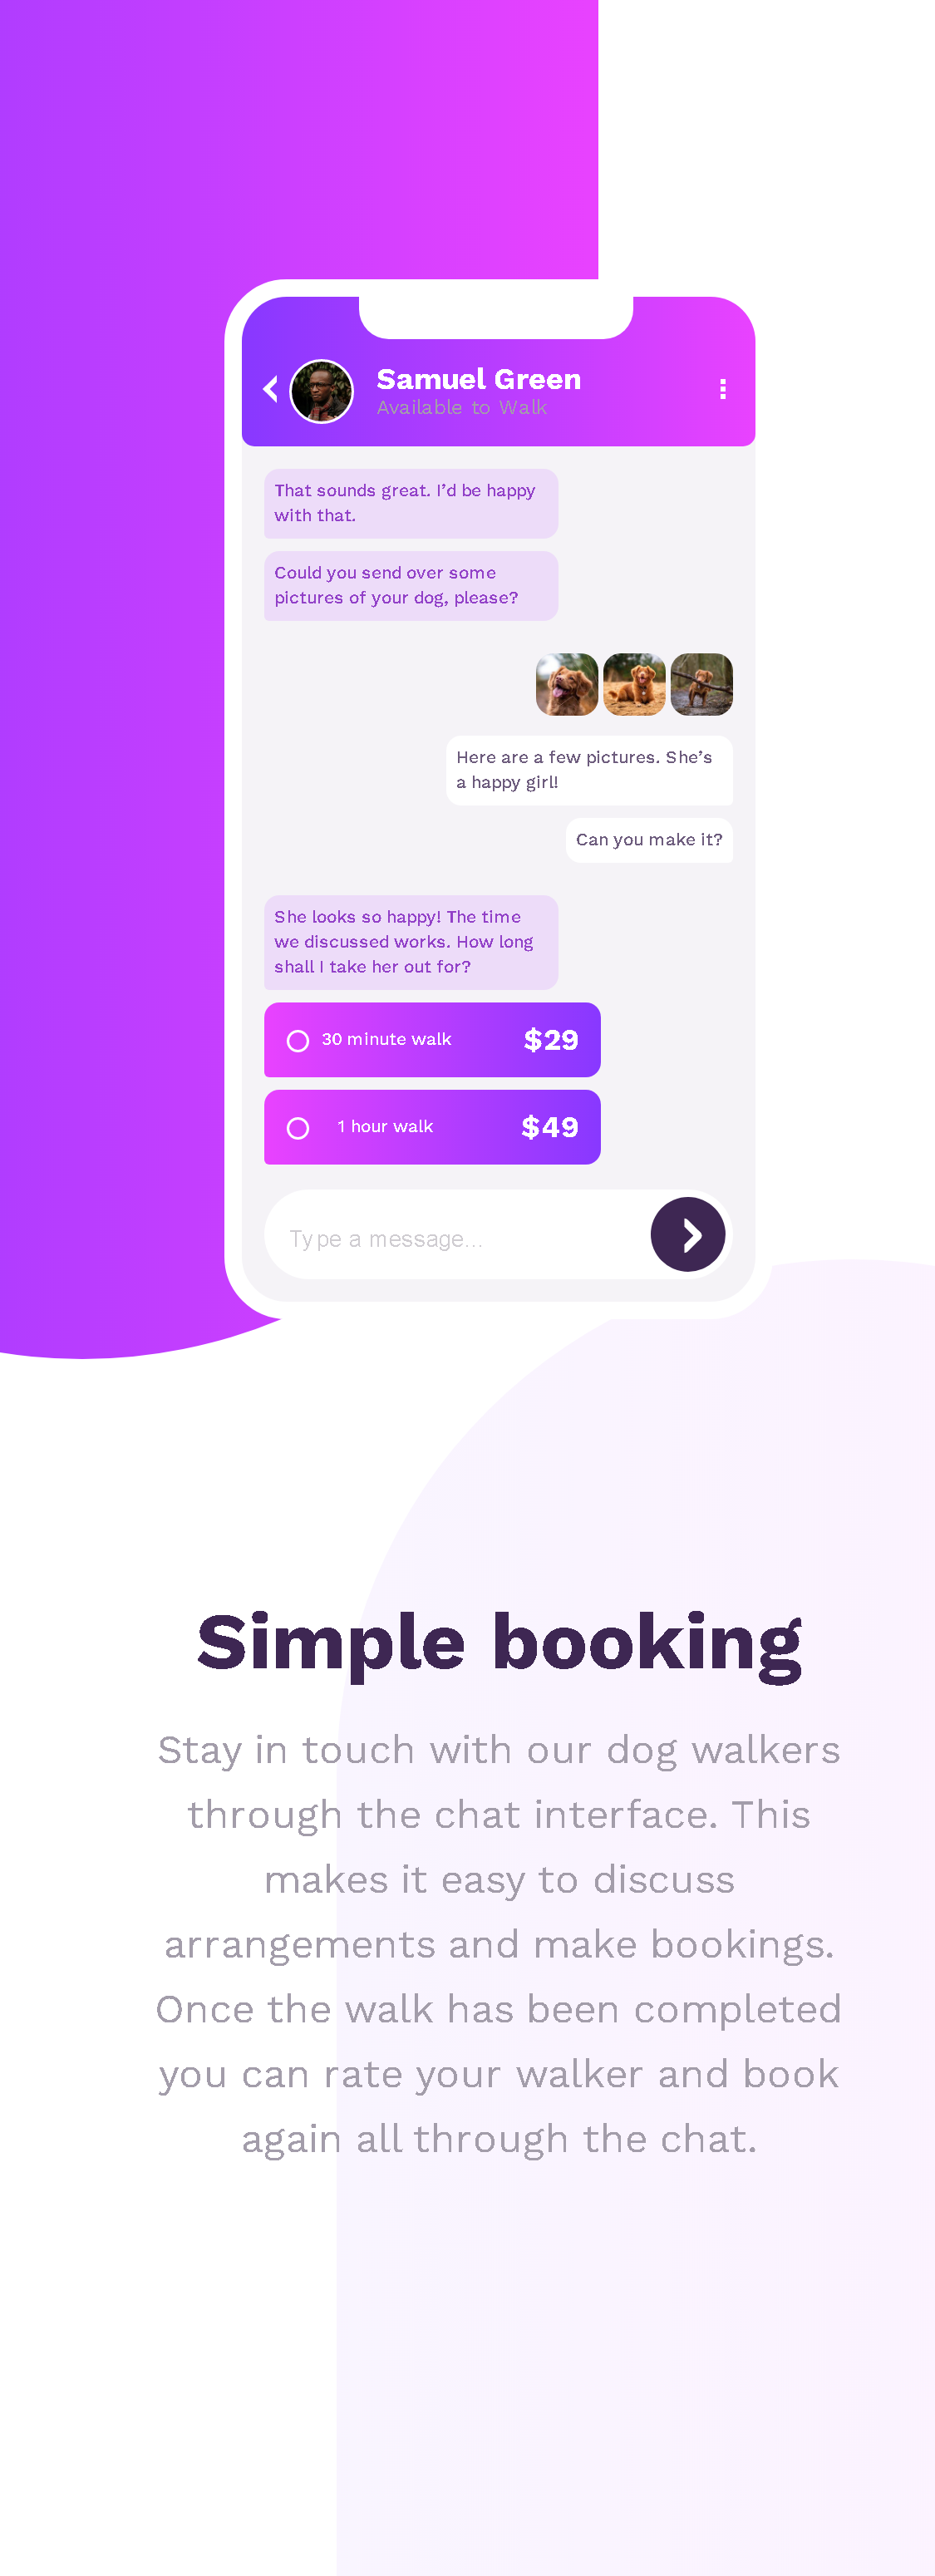 Samuel Green
Available to Walk
That sounds great. I’d be happy
with that.
Could you send over some
pictures of your dog, please?
Here are a few pictures. She’s
a happy girl!
Can you make it?
She looks so happy! The time
we discussed works. How long
shall I take her out for?
30 minute walk $29
1 hour walk $49
Type a message...
Simple booking
Stay in touch with our dog walkers
through the chat interface. This
makes it easy to discuss
arrangements and make bookings.
Once the walk has been completed
you can rate your walker and book
again all through the chat.